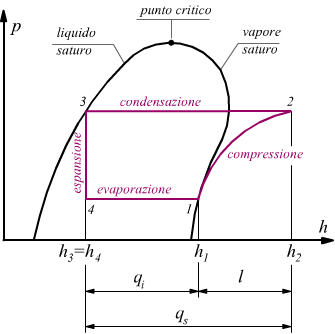 punto critico
p
liquido
saturo
vapore
saturo
3
condensazione
2
espansione
compressione
evaporazione
4
1
h
h3=h4
h1
h2
qi
l
qs